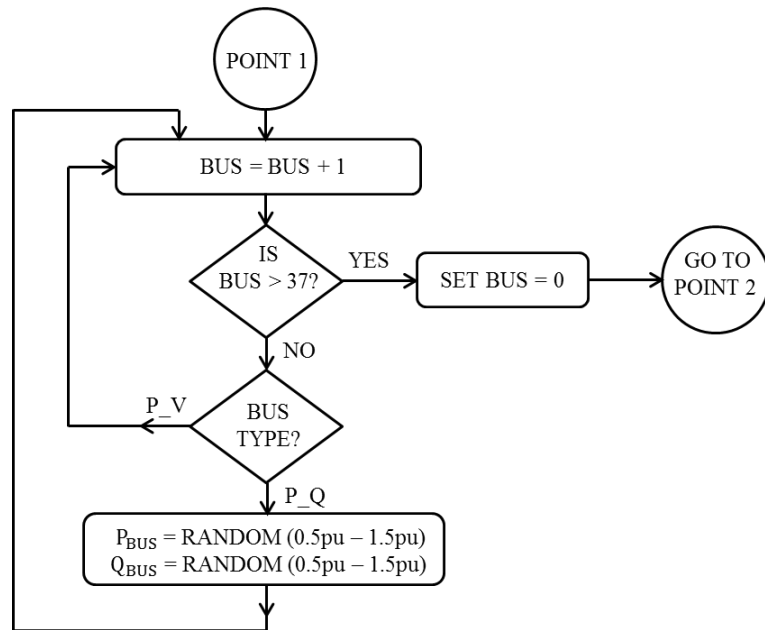 POINT 1
BUS = BUS + 1
IS
BUS > 37?
YES
SET BUS = 0
GO TO
POINT 2
NO
P_V
BUS
TYPE?
P_Q
P_BUS = RANDOM (0.5pu – 1.5pu)
Q_BUS = RANDOM (0.5pu – 1.5pu)